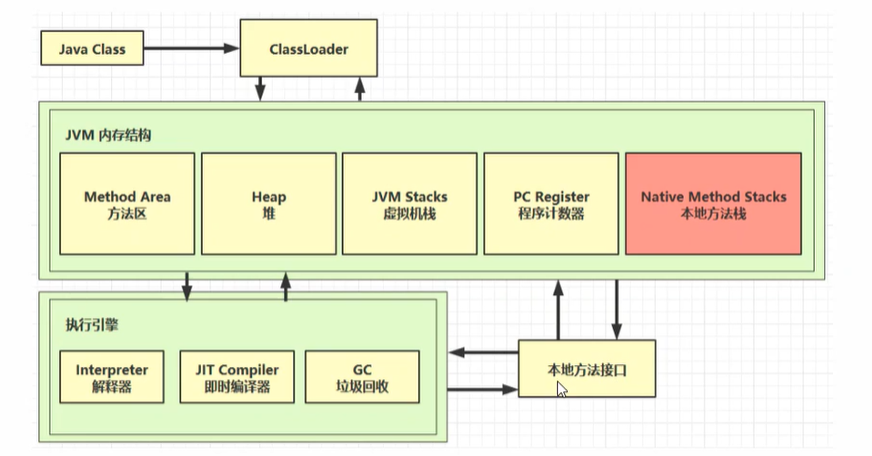 Java Class
ClassLoader
JVM 内存结构
Method Area
方法区
Heap
堆
JVM Stacks
虚拟机栈
PC Register
程序计数器
Native Method Stacks
本地方法栈
执行引擎
Interpreter
解释器
JIT Compiler
即时编译器
GC
垃圾回收
本地方法接口